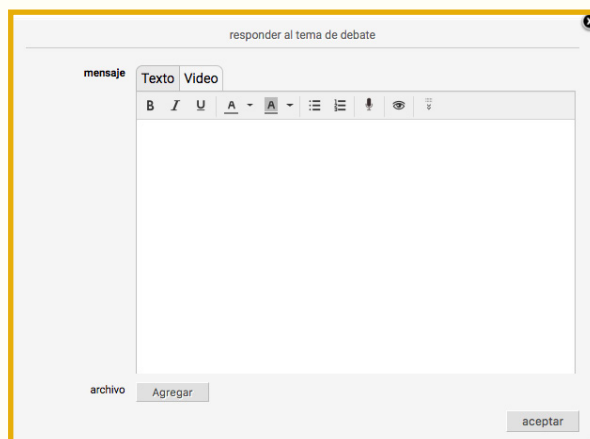 responder al tema de debate
mensaje
Texto Video
B I U A A
archivo Agregar
aceptar